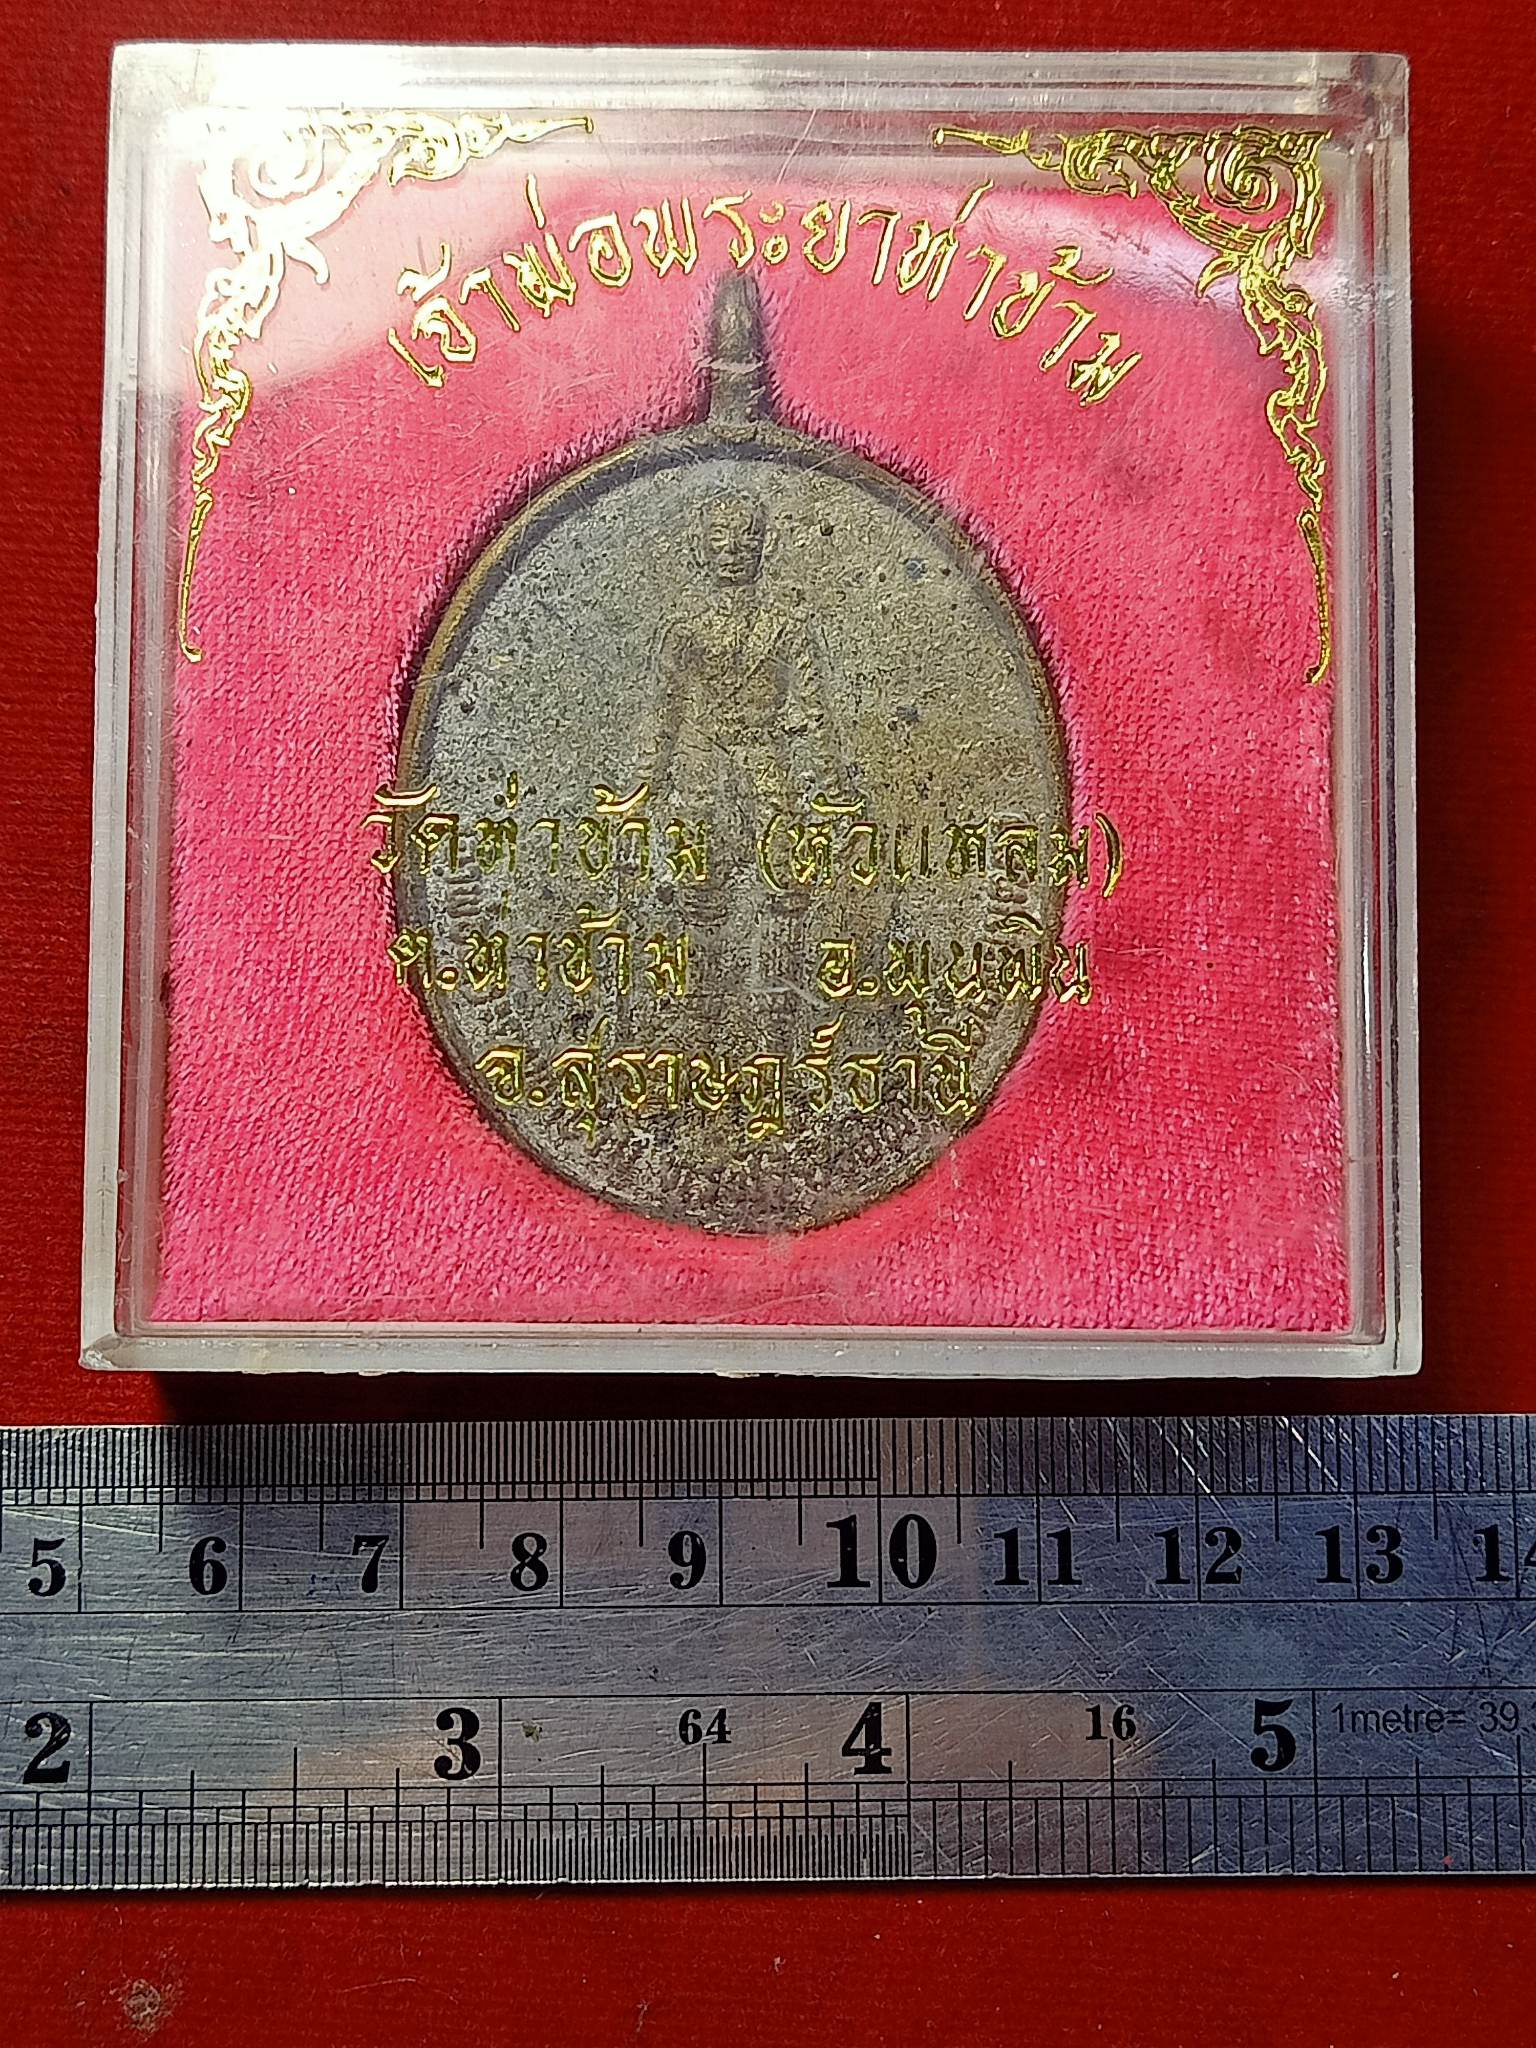 เจ้าพ่อพระยาท่าข้าม
วัดท่าข้าม (หัวแหลม)
ต.ท่าข้าม อ.พุนพิน
จ.สุราษฎร์ธานี
5 6 7 8 9 10 11 12 13 14
2 3 64 4 16 5 1metre= 39